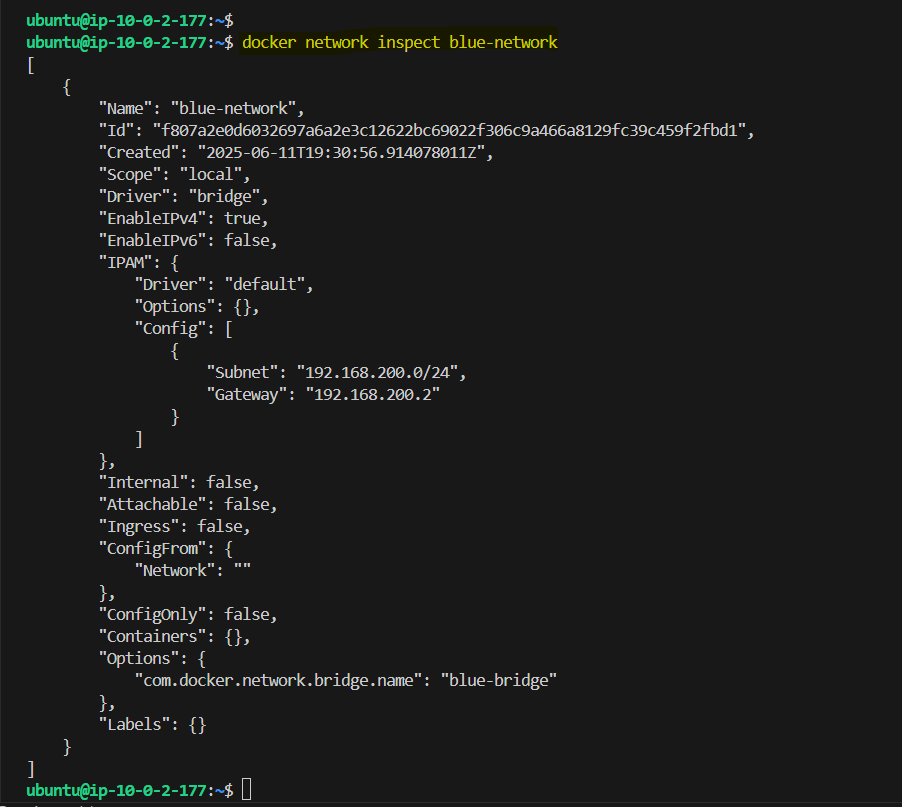 ubuntu@ip-10-0-2-177:~$
ubuntu@ip-10-0-2-177:~$ docker network inspect blue-network
[
    {
        "Name": "blue-network",
        "Id": "f807a2e0d6032697a6a2e3c12622bc69022f306c9a466a8129fc39c459f2fbd1",
        "Created": "2025-06-11T19:30:56.914078011Z",
        "Scope": "local",
        "Driver": "bridge",
        "EnableIPv4": true,
        "EnableIPv6": false,
        "IPAM": {
            "Driver": "default",
            "Options": {},
            "Config": [
                {
                    "Subnet": "192.168.200.0/24",
                    "Gateway": "192.168.200.2"
                }
            ]
        },
        "Internal": false,
        "Attachable": false,
        "Ingress": false,
        "ConfigFrom": {
            "Network": ""
        },
        "ConfigOnly": false,
        "Containers": {},
        "Options": {
            "com.docker.network.bridge.name": "blue-bridge"
        },
        "Labels": {}
    }
]
ubuntu@ip-10-0-2-177:~$